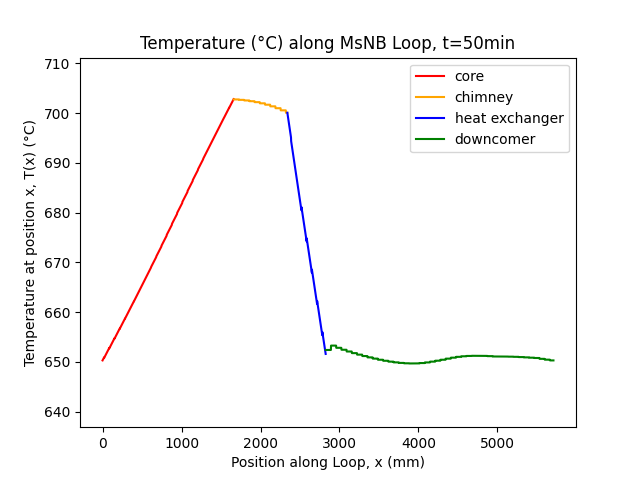 Temperature (°C) along MsNB Loop, t=50min
Temperature at position x, T(x) (°C)
710
700
690
680
670
660
650
640
core
chimney
heat exchanger
downcomer
0
1000
2000
3000
4000
5000
Position along Loop, x (mm)